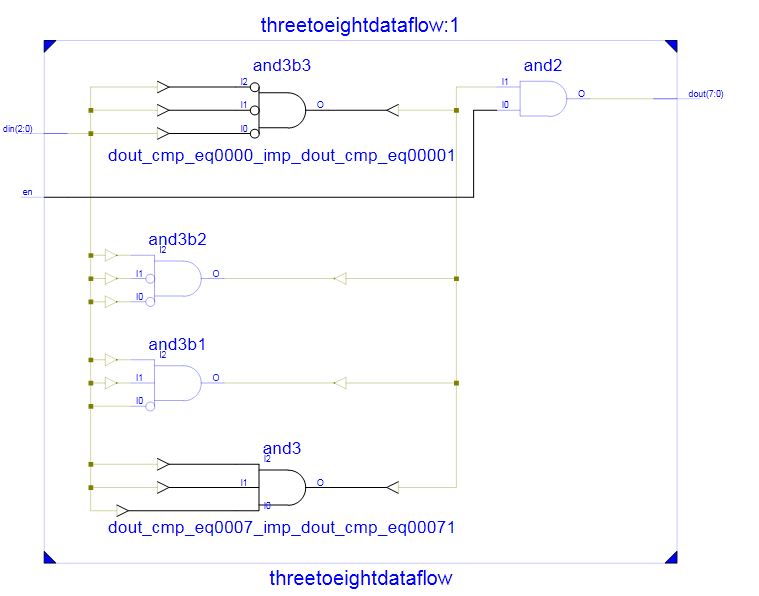 threetoeightdataflow:1
and3b3
and2
I2
I1
I0
O
I1
I0
O
dout(7:0)
din(2:0)
dout_cmp_eq0000_imp_dout_cmp_eq00001
en
and3b2
I2
I1
I0
O
and3b1
I2
I1
I0
O
and3
I2
I1
I0
O
dout_cmp_eq0007_imp_dout_cmp_eq00071
threetoeightdataflow